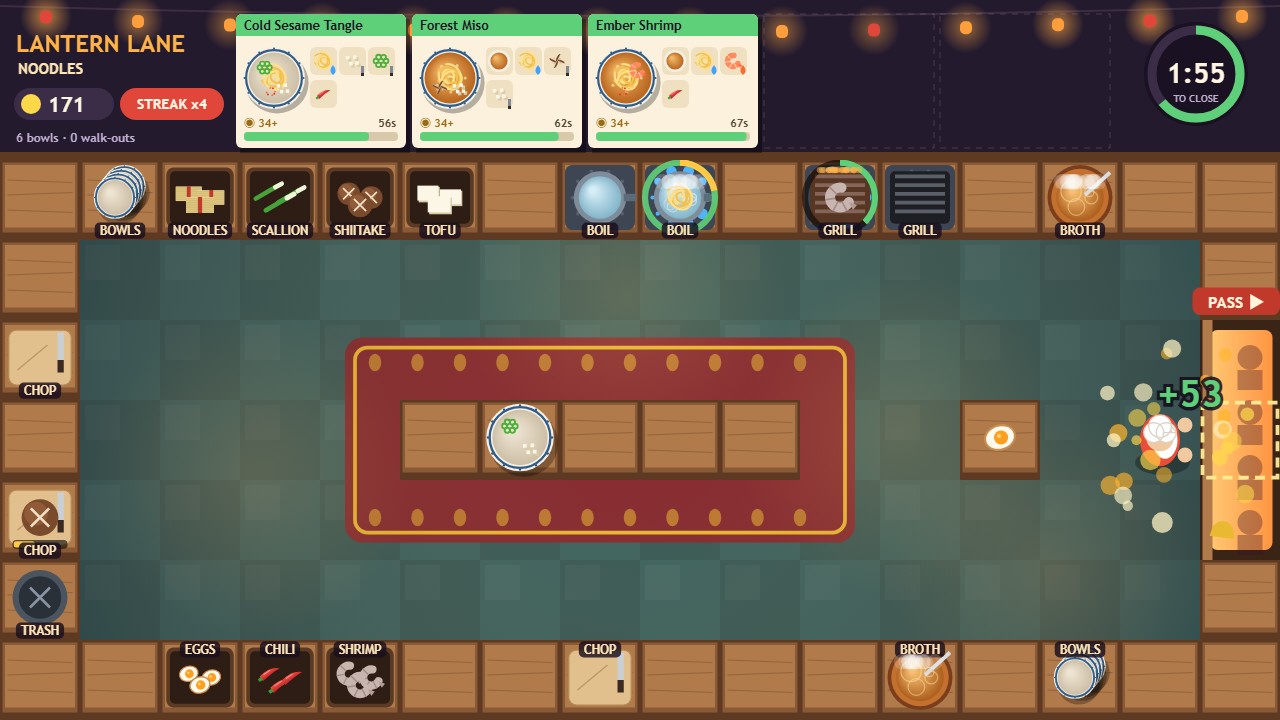 LANTERN LANE
NOODLES
171
STREAK x4
6 bowls · 0 walk-outs
Cold Sesame Tangle
34+
56s
Forest Miso
34+
62s
Ember Shrimp
34+
67s
1:55
TO CLOSE
BOWLS
NOODLES
SCALLION
SHIITAKE
TOFU
BOIL
BOIL
GRILL
GRILL
BROTH
PASS
CHOP
+53
CHOP
TRASH
EGGS
CHILI
SHRIMP
CHOP
BROTH
BOWLS